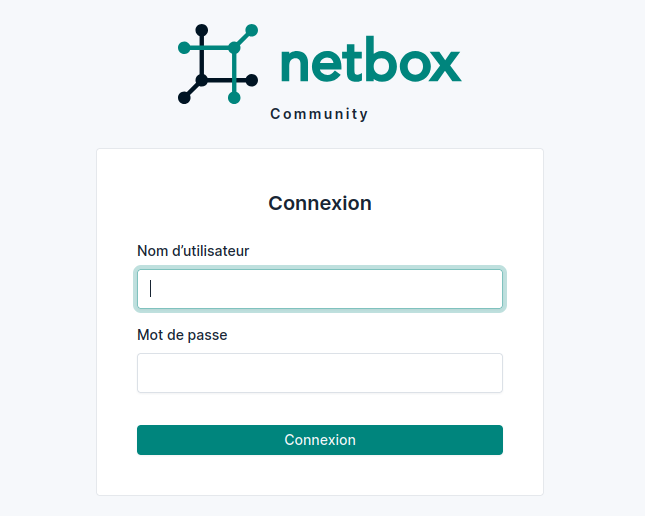 netbox
Community
Connexion
Nom d’utilisateur
Mot de passe
Connexion